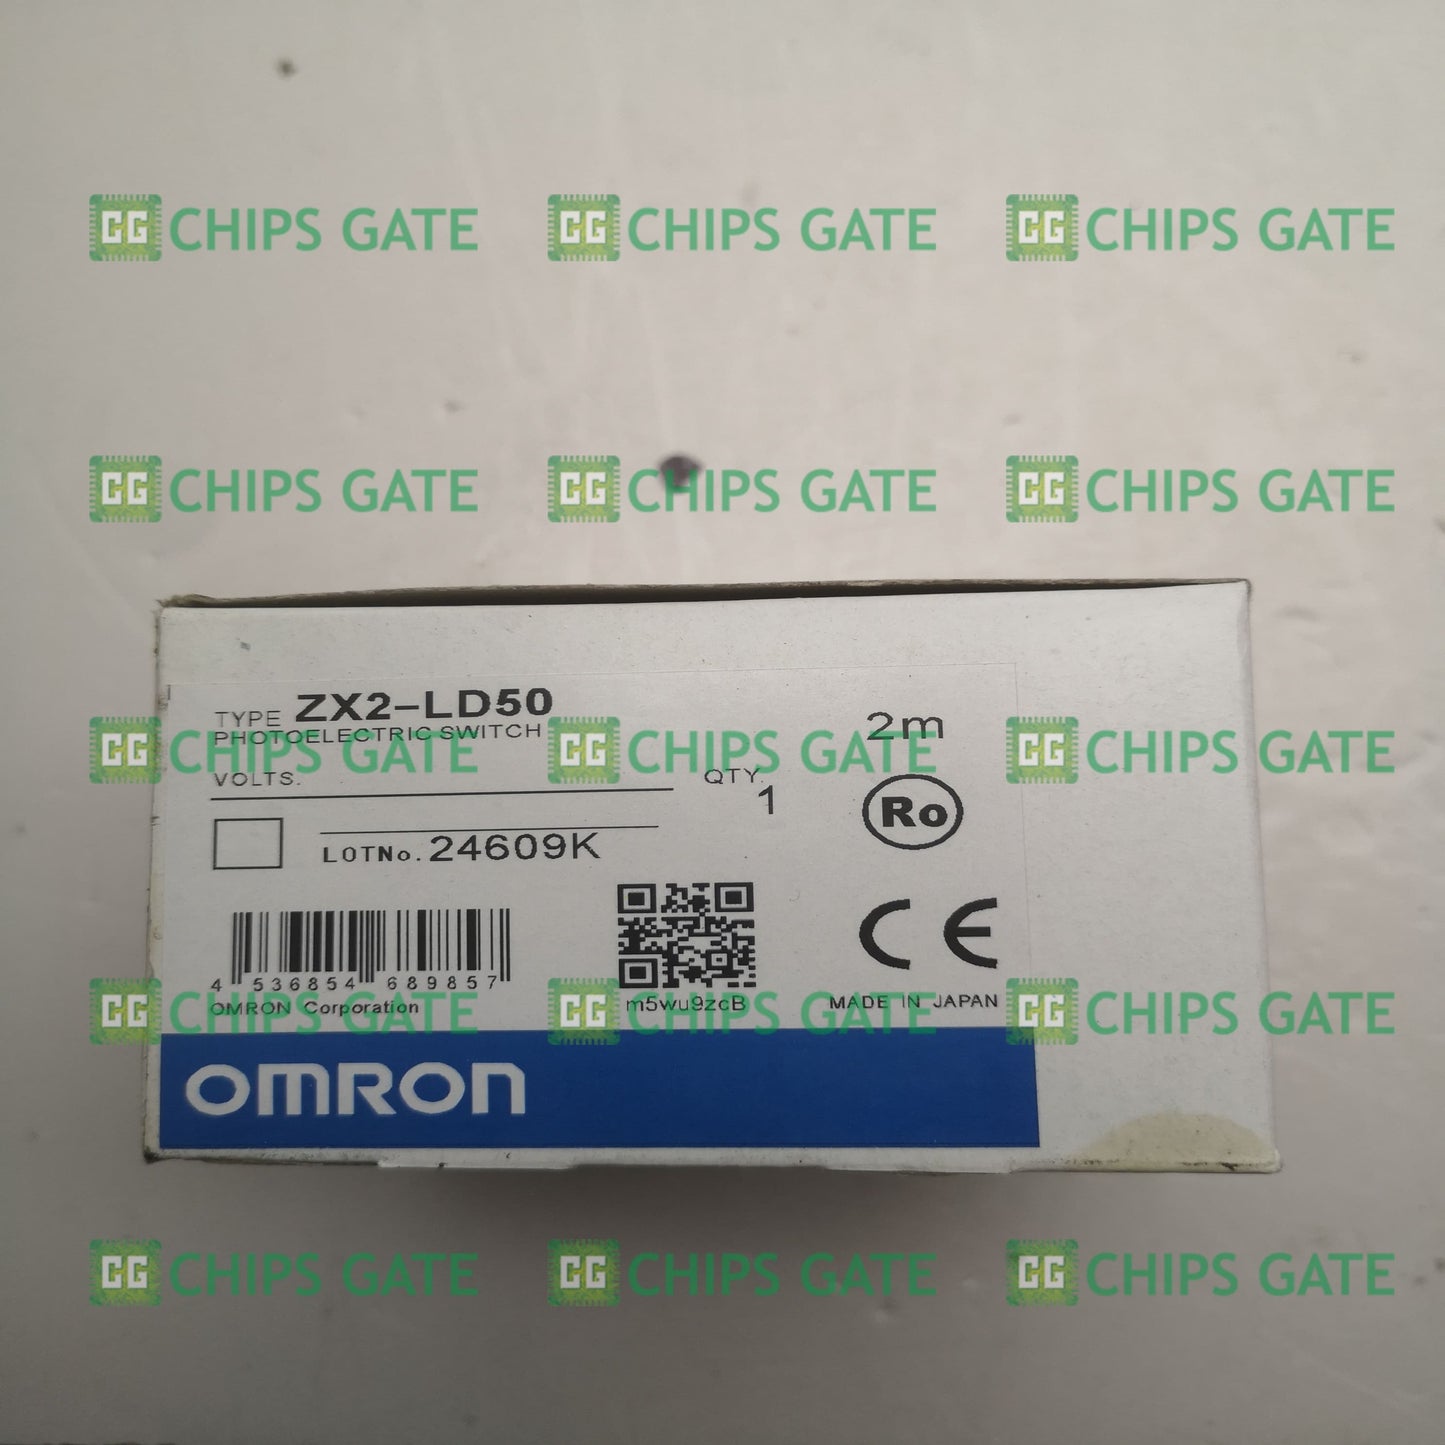 CG CHIPS GATE CG CHIPS GATE CG CHIPS GATE
CG CHIPS GATE CG CHIPS GATE CG CHIPS GATE
TYPE ZX2-LD50
PHOTOELECTRIC SWITCH
2m
CG CHIPS GATE CG CHIPS GATE CG CHIPS GATE
VOLTS.
QTY.
1
Ro
LOTNo. 24609K
CE
4 536854 689857
OMRON Corporation
m5wu9zcB
MADE IN JAPAN
CG CHIPS GATE CG CHIPS GATE CG CHIPS GATE
OMRON
CG CHIPS GATE CG CHIPS GATE CG CHIPS GATE